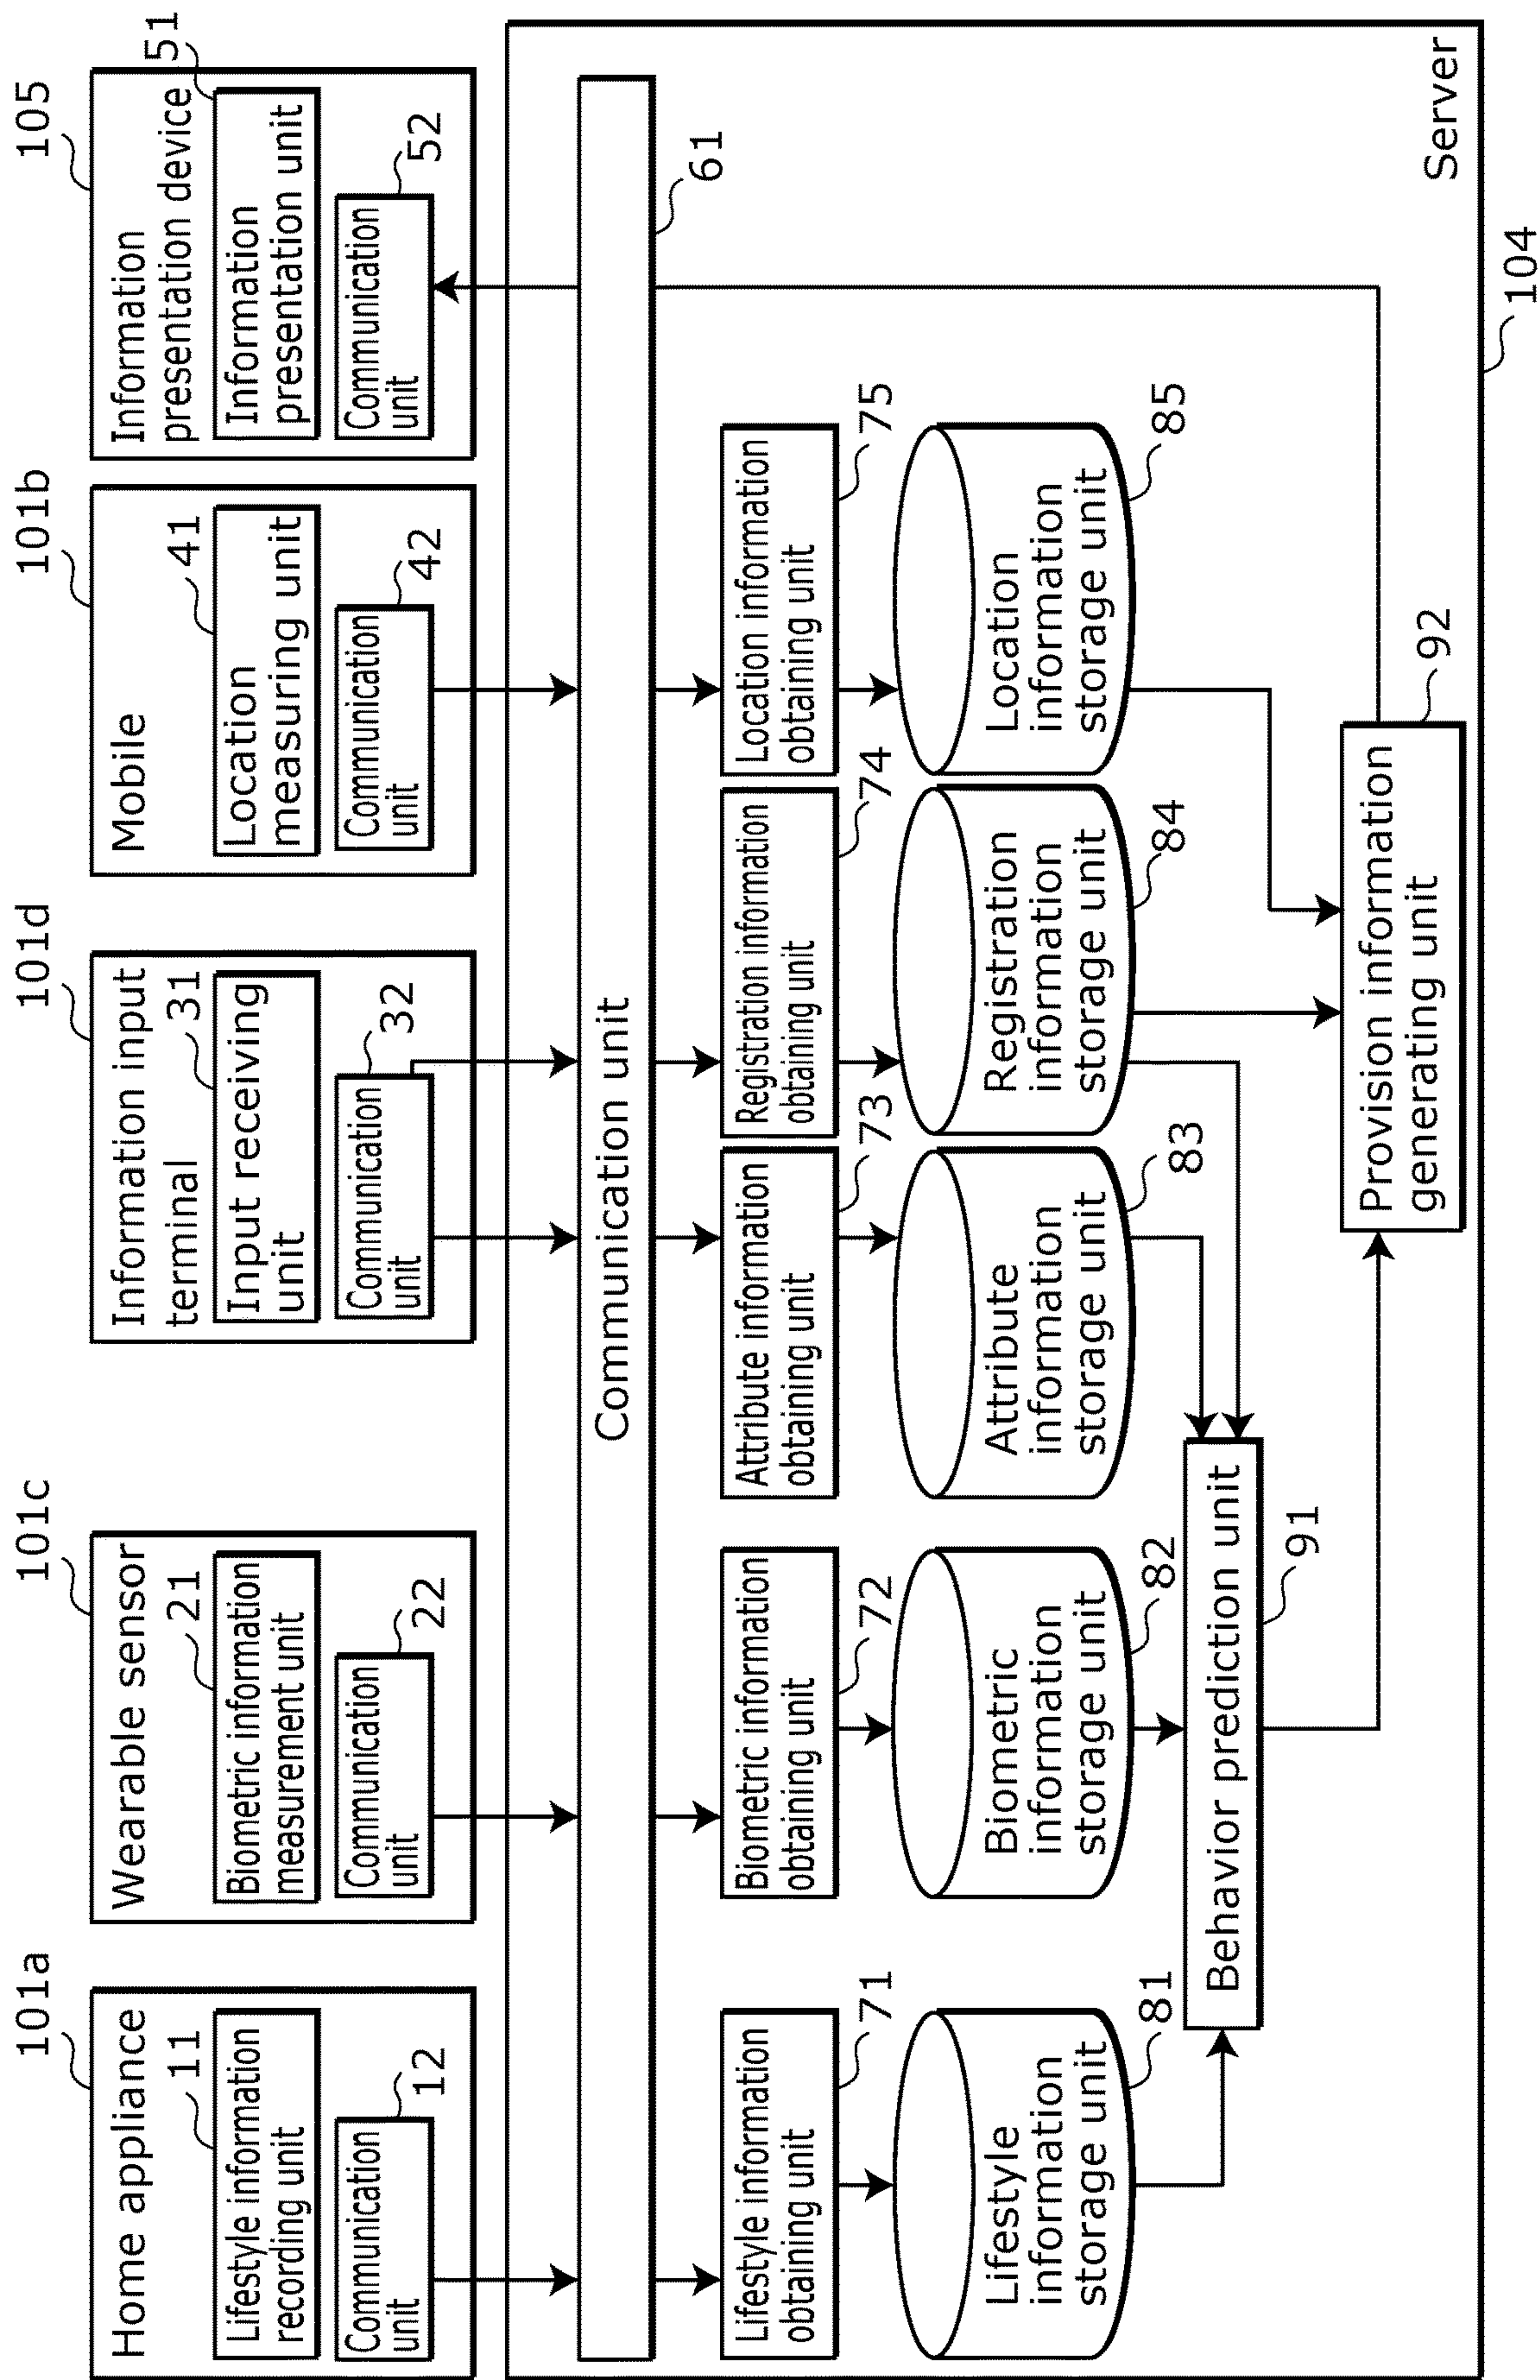 101a
Home appliance
11
Lifestyle information
recording unit
12
Communication
unit
101c
Wearable sensor
21
Biometric information
measurement unit
22
Communication
unit
101d
Information input
terminal
31
Input receiving
unit
32
Communication
unit
101b
Mobile
41
Location
measuring unit
42
Communication
unit
105
Information
presentation device
51
Information
presentation unit
52
Communication
unit
Communication unit
61
Lifestyle information
obtaining unit
71
Biometric information
obtaining unit
72
Attribute information
obtaining unit
73
Registration information
obtaining unit
74
Location information
obtaining unit
75
Lifestyle
information
storage unit
81
Biometric
information
storage unit
82
Attribute
information
storage unit
83
Registration
information
storage unit
84
Location
information
storage unit
85
Behavior prediction unit
91
Provision information
generating unit
92
Server
104